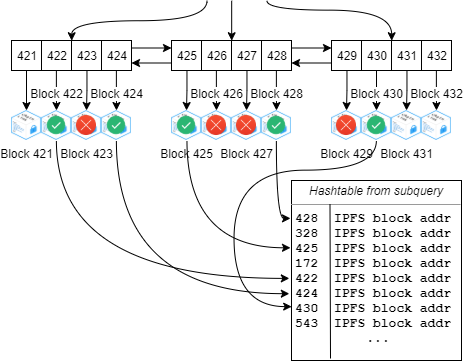 421 422 423 424 425 426 427 428 429 430 431 432
Block 422 Block 424 Block 426 Block 428 Block 430 Block 432
Block 421 Block 423 Block 425 Block 427 Block 429 Block 431
Hashtable from subquery
428 IPFS block addr
328 IPFS block addr
425 IPFS block addr
172 IPFS block addr
422 IPFS block addr
424 IPFS block addr
430 IPFS block addr
543 IPFS block addr
...